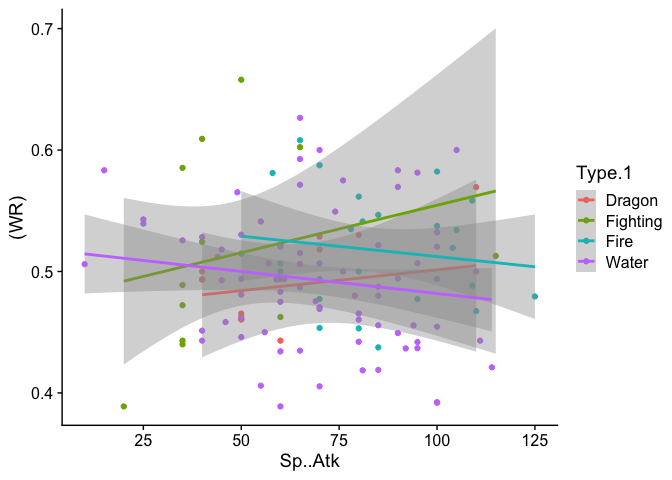 0.7
0.6
0.5
0.4
(WR)
25
50
75
100
125
Sp..Atk
Type.1
Dragon
Fighting
Fire
Water